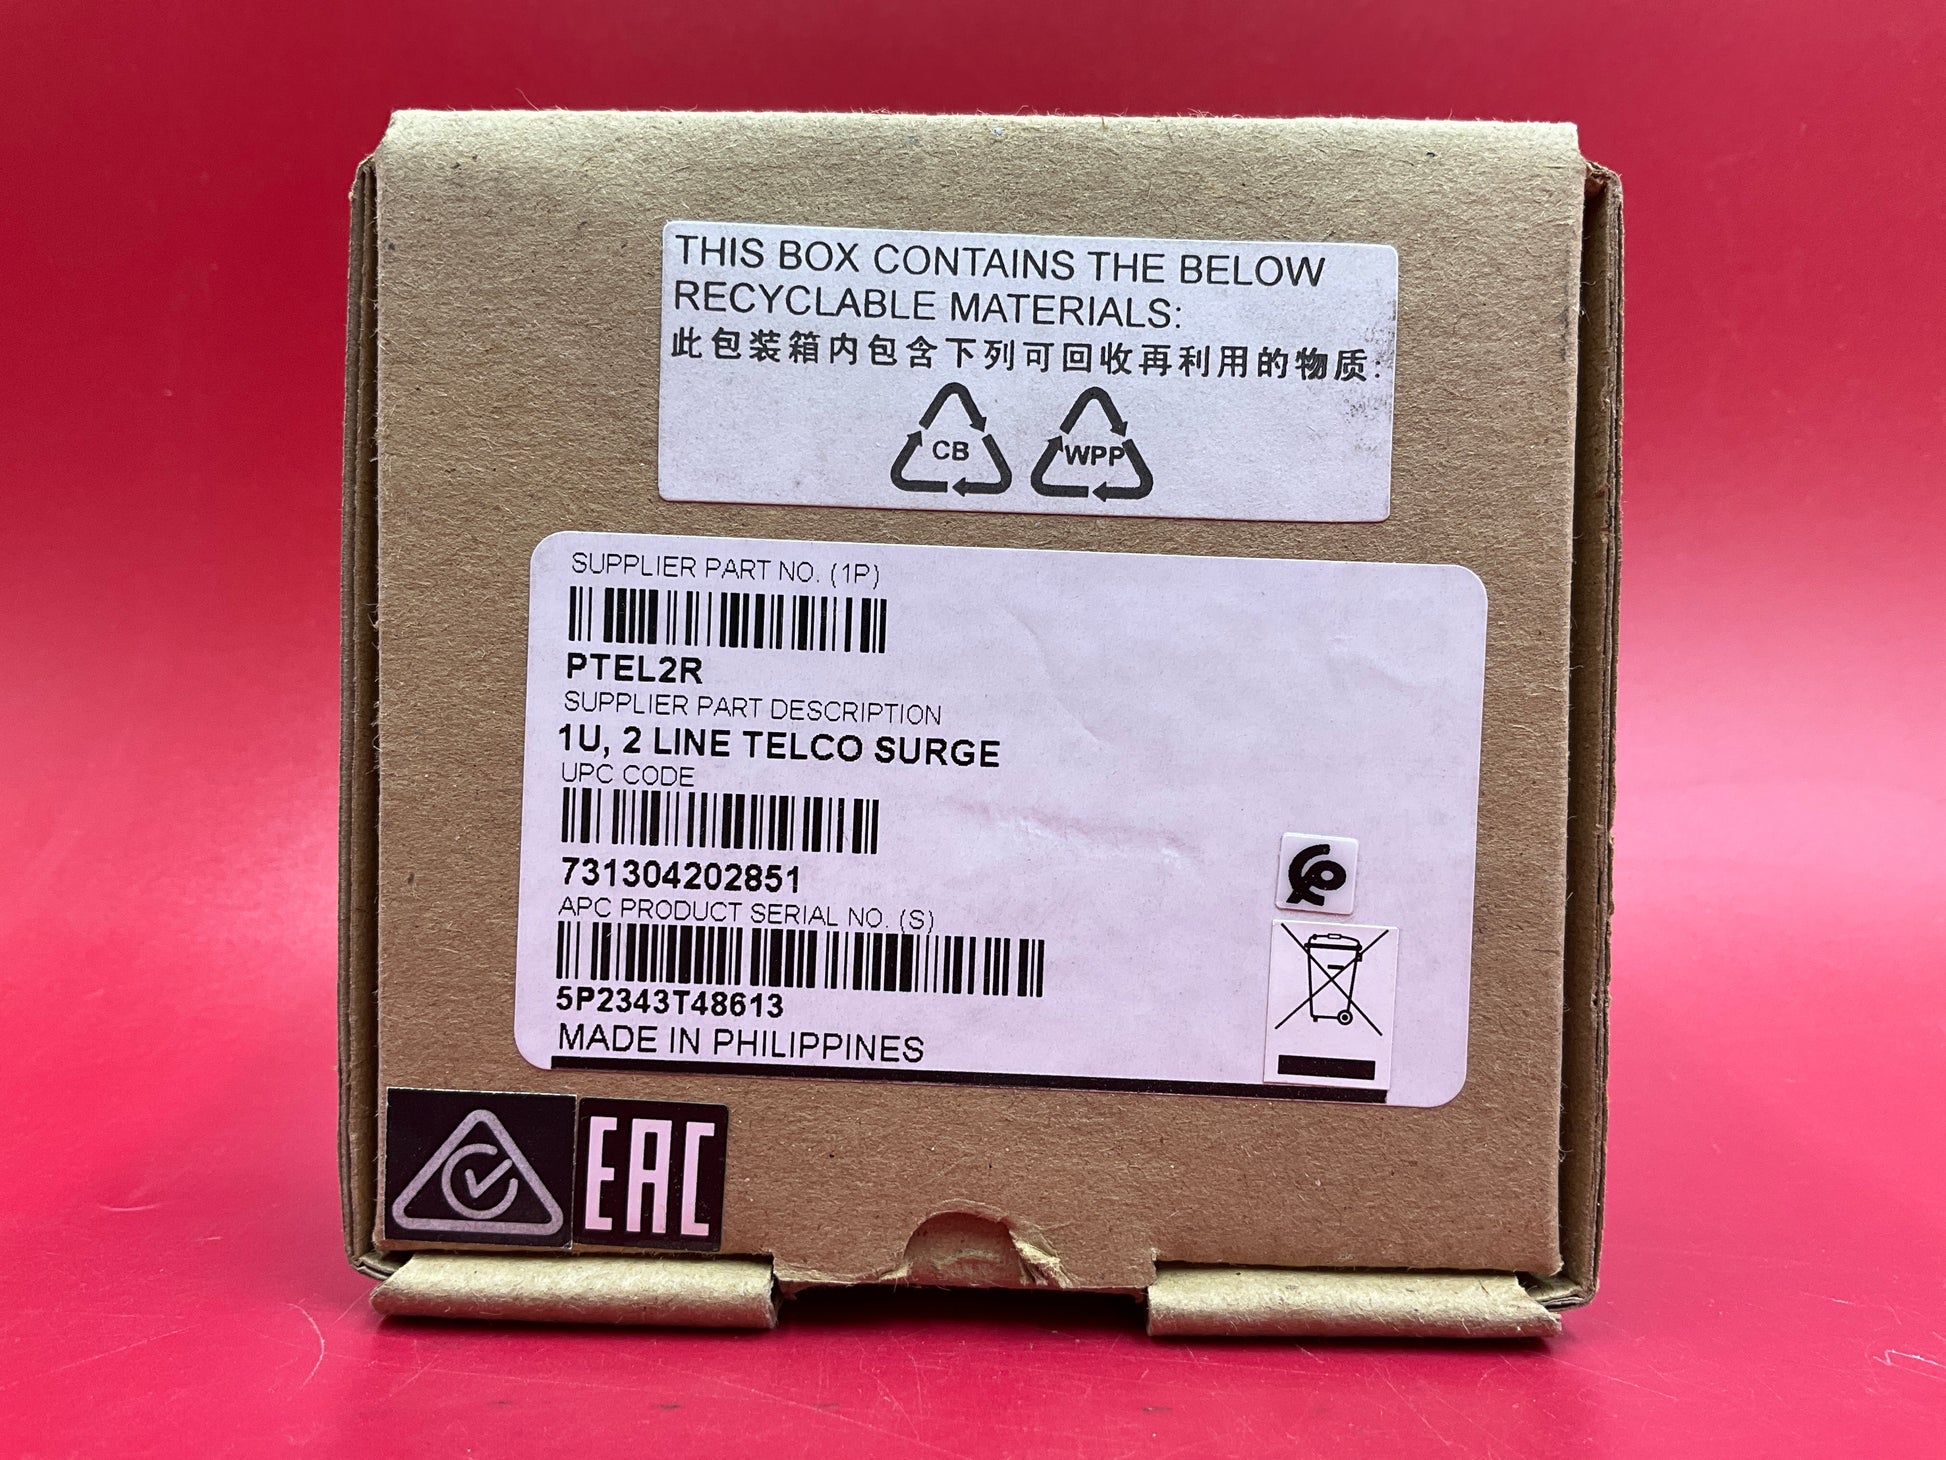 THIS BOX CONTAINS THE BELOW
RECYCLABLE MATERIALS:
此包装箱内包含下列可回收再利用的物质:
CB WPP
SUPPLIER PART NO. (1P)
PTEL2R
SUPPLIER PART DESCRIPTION
1U, 2 LINE TELCO SURGE
UPC CODE
731304202851
APC PRODUCT SERIAL NO. (S)
5P2343T48613
MADE IN PHILIPPINES
EAC